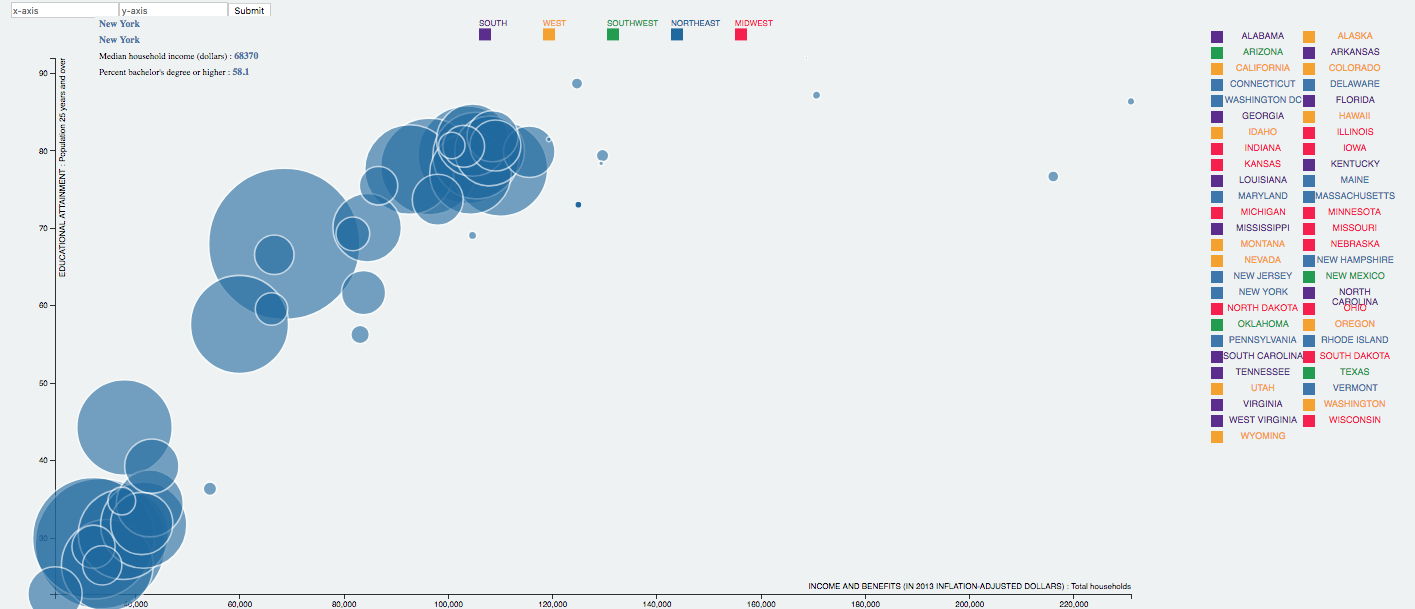 x-axis y-axis Submit
New York
New York
Median household income (dollars) : 68370
Percent bachelor's degree or higher : 58.1
SOUTH WEST SOUTHWEST NORTHEAST MIDWEST
ALABAMA ALASKA
ARIZONA ARKANSAS
CALIFORNIA COLORADO
CONNECTICUT DELAWARE
WASHINGTON DC FLORIDA
GEORGIA HAWAII
IDAHO ILLINOIS
INDIANA IOWA
KANSAS KENTUCKY
LOUISIANA MAINE
MARYLAND MASSACHUSETTS
MICHIGAN MINNESOTA
MISSISSIPPI MISSOURI
MONTANA NEBRASKA
NEVADA NEW HAMPSHIRE
NEW JERSEY NEW MEXICO
NEW YORK NORTH
CAROLINA
NORTH DAKOTA OHIO
OKLAHOMA OREGON
PENNSYLVANIA RHODE ISLAND
SOUTH CAROLINA SOUTH DAKOTA
TENNESSEE TEXAS
UTAH VERMONT
VIRGINIA WASHINGTON
WEST VIRGINIA WISCONSIN
WYOMING
EDUCATIONAL ATTAINMENT : Population 25 years and over
90
80
70
60
50
40
30
INCOME AND BENEFITS (IN 2013 INFLATION-ADJUSTED DOLLARS) : Total households
40,000 60,000 80,000 100,000 120,000 140,000 160,000 180,000 200,000 220,000